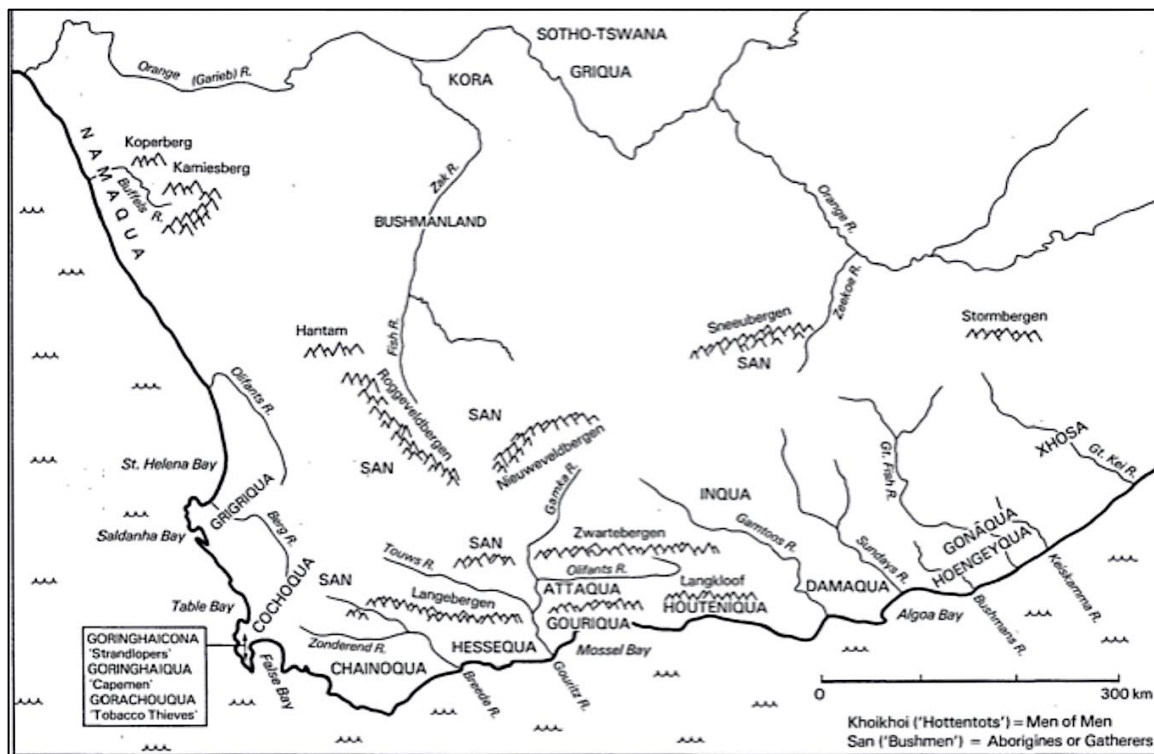 SOTHO-TSWANA
GRIQUA
KORA
Orange (Garieb) R.
NAMAQUA
Koperberg
Kamiesberg
Buffels R.
Zak R.
BUSHMANLAND
Orange R.
Zeekoe R.
Sneeubergen
SAN
Stormbergen
Hantam
Fish R.
Roggeveldbergen
Olifants R.
SAN
Nieuweveldbergen
St. Helena Bay
SAN
Gamka R.
INQUA
Gt. Fish R.
XHOSA
Gt. Kei R.
GRIGRIQUA
Berg R.
Saldanha Bay
SAN
Zwartebergen
Gamtoos R.
Sundays R.
GONAQUA
HOENGEYQUA
Keiskamma R.
Touws R.
SAN
Olifants R.
ATTAQUA
Langkloof
DAMAQUA
Table Bay
COCHOQUA
Langebergen
HOUTENIQUA
GOURIQUA
Algoa Bay
Bushmans R.
GORINGHAICONA
'Strandlopers'
GORINGHAIQUA
'Capemen'
GORACHOUQUA
'Tobacco Thieves'
False Bay
Zonderend R.
HESSEQUA
Mossel Bay
CHAINOQUA
Breede R.
Gouritz R.
0 300 km
Khoikhoi ('Hottentots') = Men of Men
San ('Bushmen') = Aborigines or Gatherers